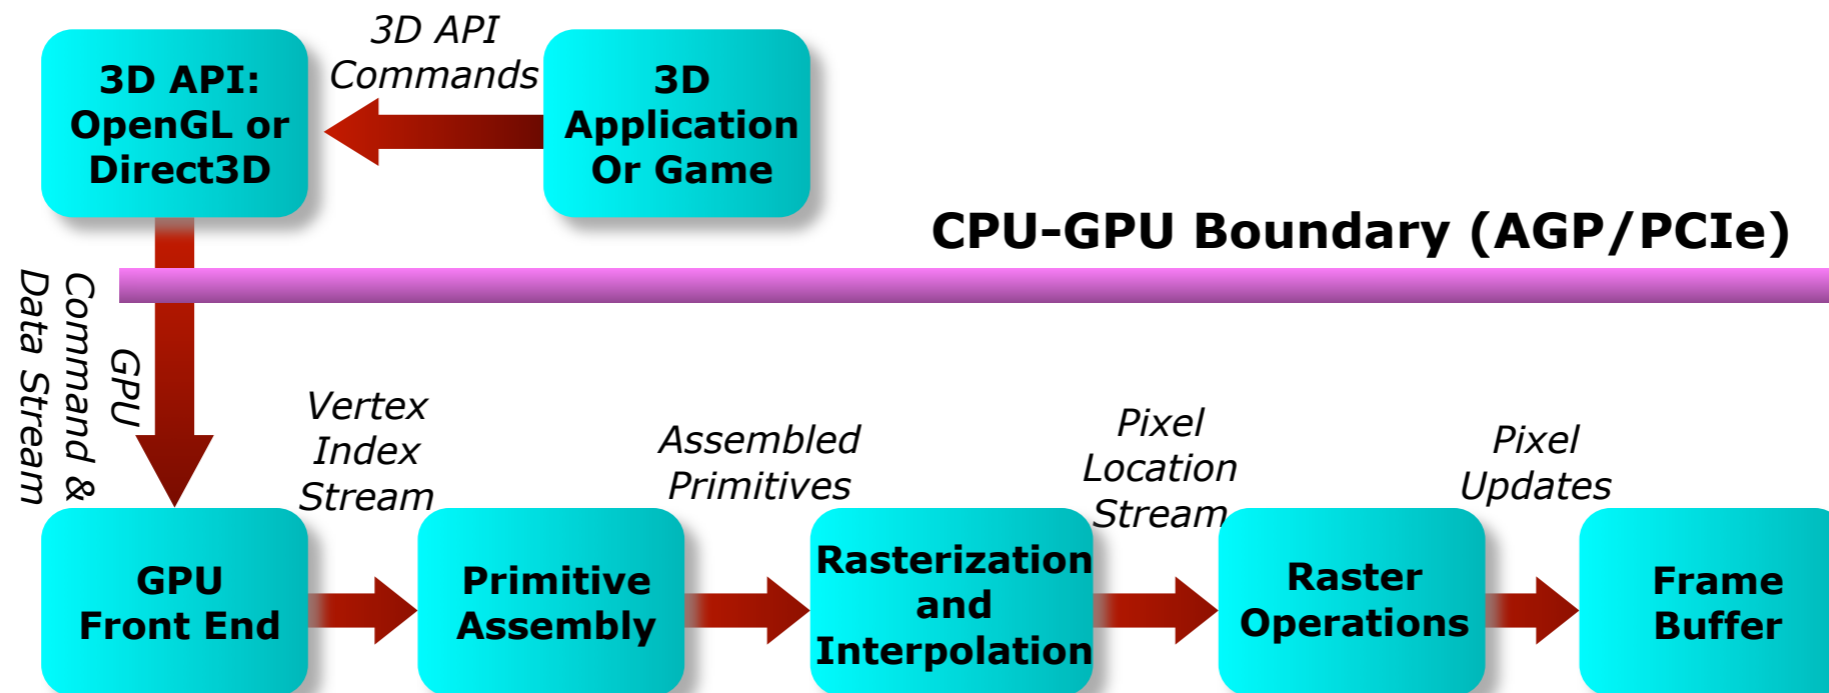 3D API
Commands
3D API:
OpenGL or
Direct3D
3D
Application
Or Game
CPU-GPU Boundary (AGP/PCIe)
GPU
Command &
Data Stream
Vertex
Index
Stream
Assembled
Primitives
Pixel
Location
Stream
Pixel
Updates
GPU
Front End
Primitive
Assembly
Rasterization
and
Interpolation
Raster
Operations
Frame
Buffer